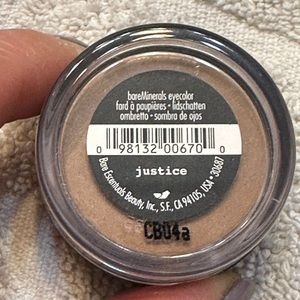 bareMinerals eyecolor
fard à paupières • lidschatten
ombretto • sombra de ojos
0 98132 00670 0
justice
Bare Escentuals Beauty, Inc., S.F., CA 94105, USA • 30687
CB04a